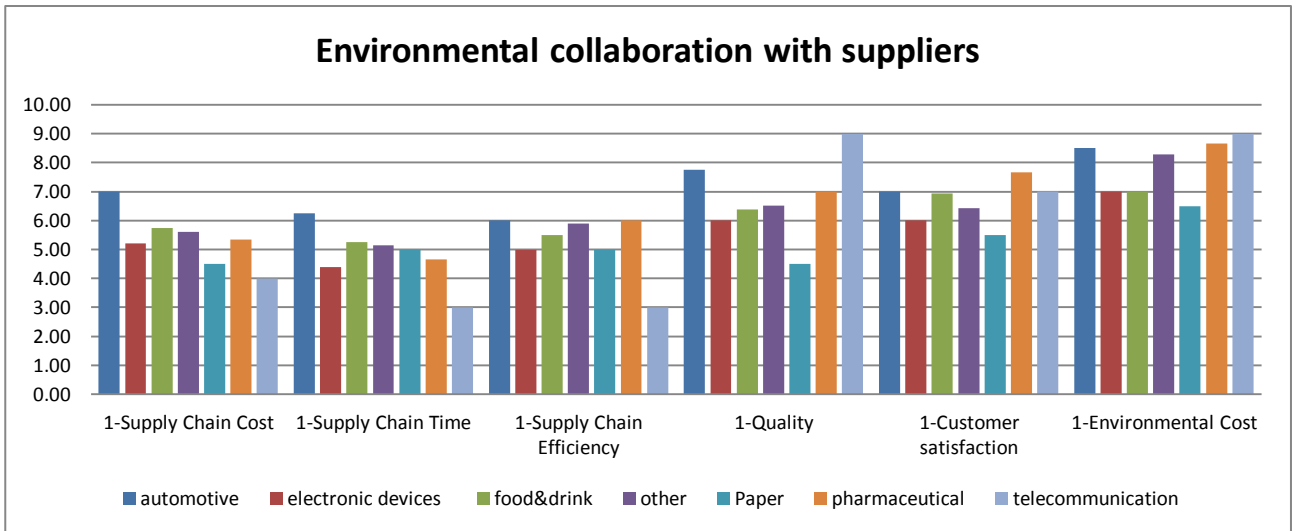 Environmental collaboration with suppliers
10.00
9.00
8.00
7.00
6.00
5.00
4.00
3.00
2.00
1.00
0.00
1-Supply Chain Cost 1-Supply Chain Time 1-Supply Chain 1-Quality 1-Customer 1-Environmental Cost
Efficiency satisfaction
automotive electronic devices food&drink other Paper pharmaceutical telecommunication